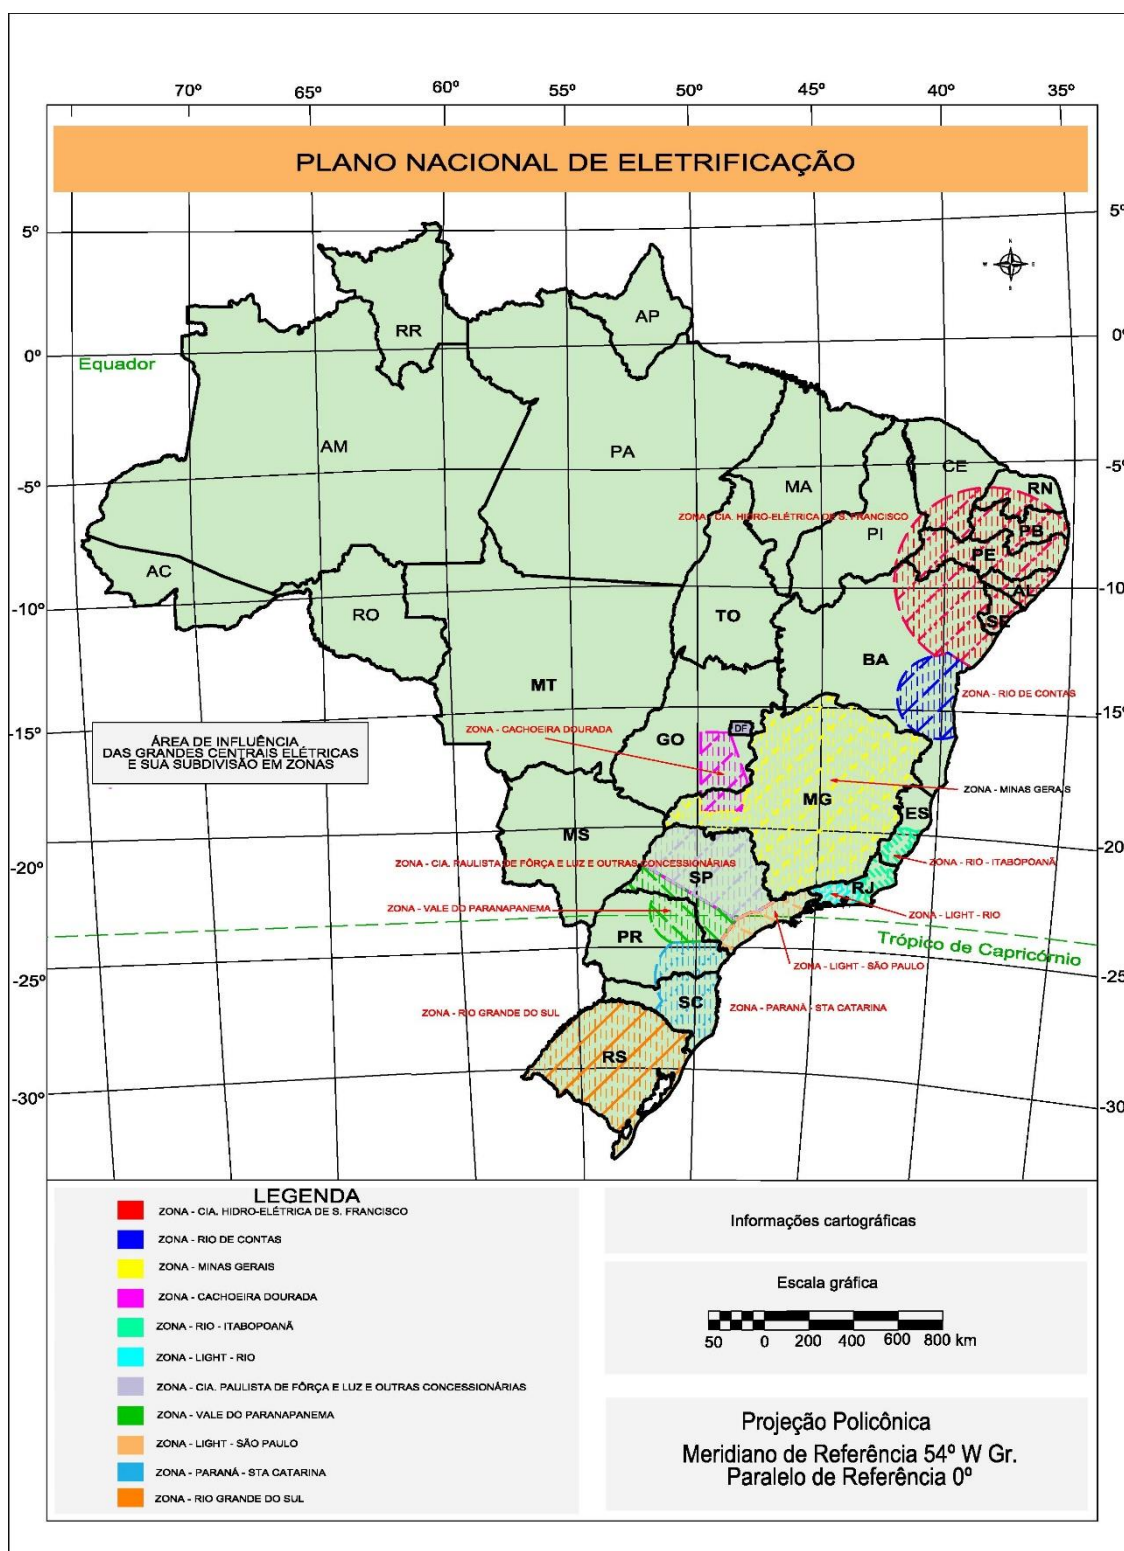 70º 65º 60º 55º 50º 45º 40º 35º
PLANO NACIONAL DE ELETRIFICAÇÃO
5º
5º
N
W E
S
AP
RR
0º
0º
Equador
AM
PA
CE
-5º
-5º
MA
RN
ZONA - CIA. HIDRO-ELÉTRICA DE S. FRANCISCO
PI
PB
PE
AC
AL
-10º
-10º
RO
TO
SE
BA
MT
ZONA - RIO DE CONTAS
-15º
-15º
ZONA - CACHOEIRA DOURADA
DF
GO
ÁREA DE INFLUÊNCIA
DAS GRANDES CENTRAIS ELÉTRICAS
E SUA SUBDIVISÃO EM ZONAS
ZONA - MINAS GERAIS
MG
ES
MS
-20º
-20º
ZONA - CIA. PAULISTA DE FÔRÇA E LUZ E OUTRAS CONCESSIONÁRIAS
ZONA - RIO - ITABOPOANÃ
SP
RJ
ZONA - VALE DO PARANAPANEMA
ZONA - LIGHT - RIO
PR
Trópico de Capricórnio
ZONA - LIGHT - SÃO PAULO
-25º
-25º
SC
ZONA - PARANÃ - STA CATARINA
ZONA - RIO GRANDE DO SUL
RS
-30º
-30º
LEGENDA
ZONA - CIA. HIDRO-ELÉTRICA DE S. FRANCISCO
ZONA - RIO DE CONTAS
ZONA - MINAS GERAIS
ZONA - CACHOEIRA DOURADA
ZONA - RIO - ITABOPOANÃ
ZONA - LIGHT - RIO
ZONA - CIA. PAULISTA DE FÔRÇA E LUZ E OUTRAS CONCESSIONÁRIAS
ZONA - VALE DO PARANAPANEMA
ZONA - LIGHT - SÃO PAULO
ZONA - PARANÃ - STA CATARINA
ZONA - RIO GRANDE DO SUL
Informações cartográficas
Escala gráfica
50 0 200 400 600 800 km
Projeção Policônica
Meridiano de Referência 54º W Gr.
Paralelo de Referência 0º